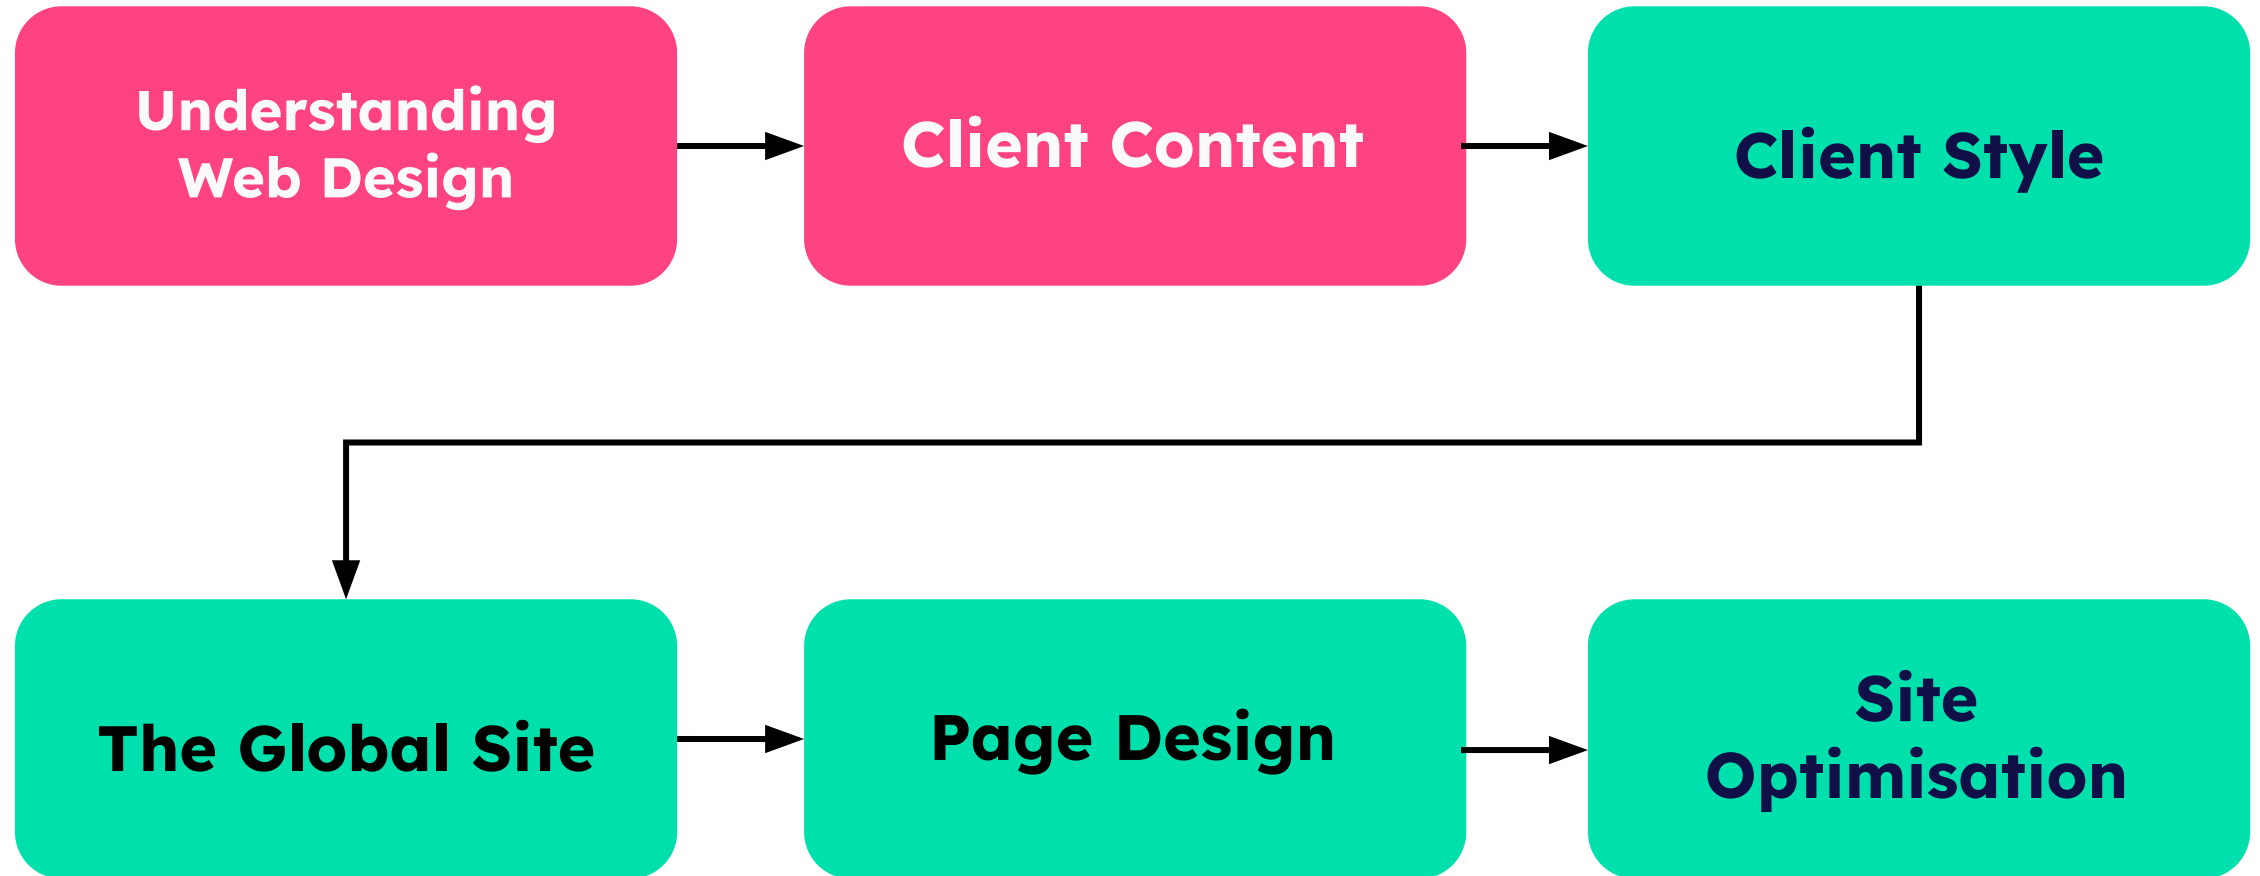 Understanding
Web Design
Client Content
Client Style
The Global Site
Page Design
Site
Optimisation